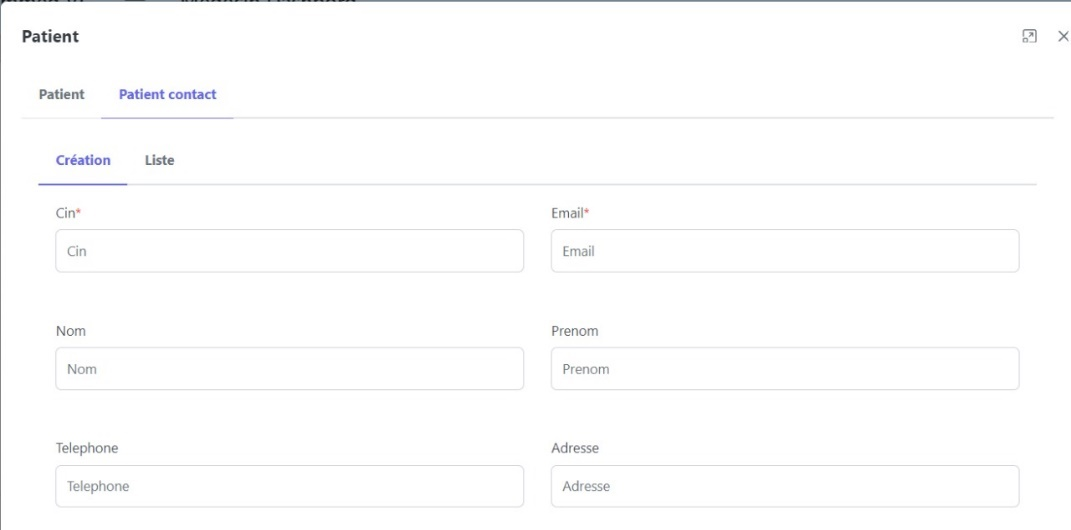 Patient
Patient Patient contact
Création Liste
Cin* Email*
Cin Email
Nom Prenom
Nom Prenom
Telephone Adresse
Telephone Adresse